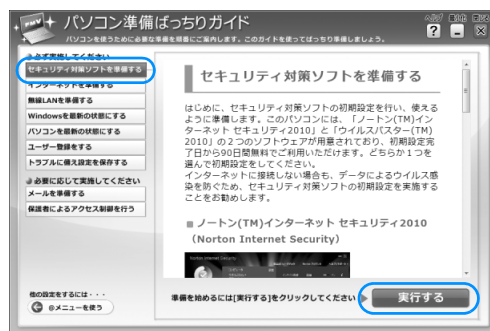 FMV
パソコン準備ばっちりガイド
パソコンを使うために必要な準備を順番にご案内します。このガイドを使ってばっちり準備しましょう。
ヘルプ 最小化 閉じる
必ず実施してください
セキュリティ対策ソフトを準備する
インターネットを準備する
無線LANを準備する
Windowsを最新の状態にする
パソコンを最新の状態にする
ユーザー登録をする
トラブルに備え設定を保存する
必要に応じて実施してください
メールを準備する
保護者によるアクセス制御を行う
他の設定をするには・・・
@メニューを使う
セキュリティ対策ソフトを準備する
はじめに、セキュリティ対策ソフトの初期設定を行い、使える
ように準備します。このパソコンには、「ノートン(TM)イン
ターネット セキュリティ2010」と「ウイルスバスター(TM)
2010」の2つのソフトウェアが用意されており、初期設定完
了日から90日間無料でご利用いただけます。どちらか1つを
選んで初期設定をしてください。
インターネットに接続しない場合も、データによるウイルス感
染を防ぐため、セキュリティ対策ソフトの初期設定を実施する
ことをお勧めします。
■ ノートン(TM)インターネット セキュリティ2010
（Norton Internet Security）
Norton Internet Security
準備を始めるには[実行する]をクリックしてください
実行する